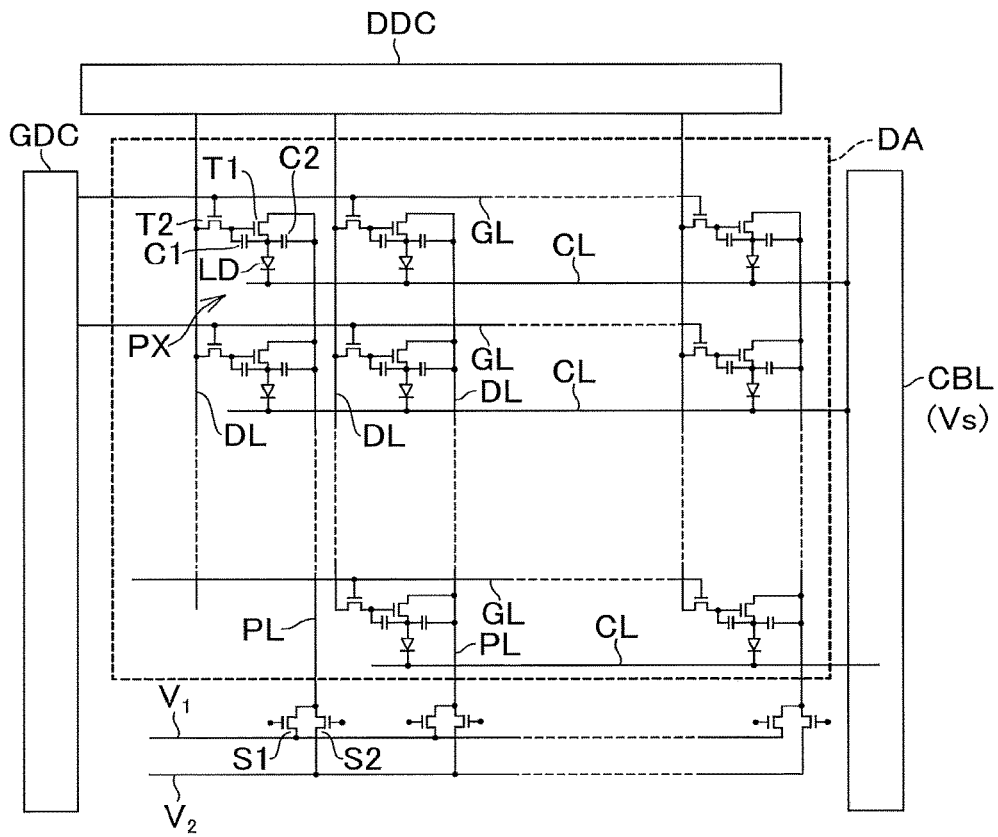 DDC
GDC
DA
T1
C2
T2
C1
GL
LD
CL
PX
GL
CL
DL
CBL
(Vs)
DL
DL
GL
PL
CL
PL
V1
S1
S2
V2